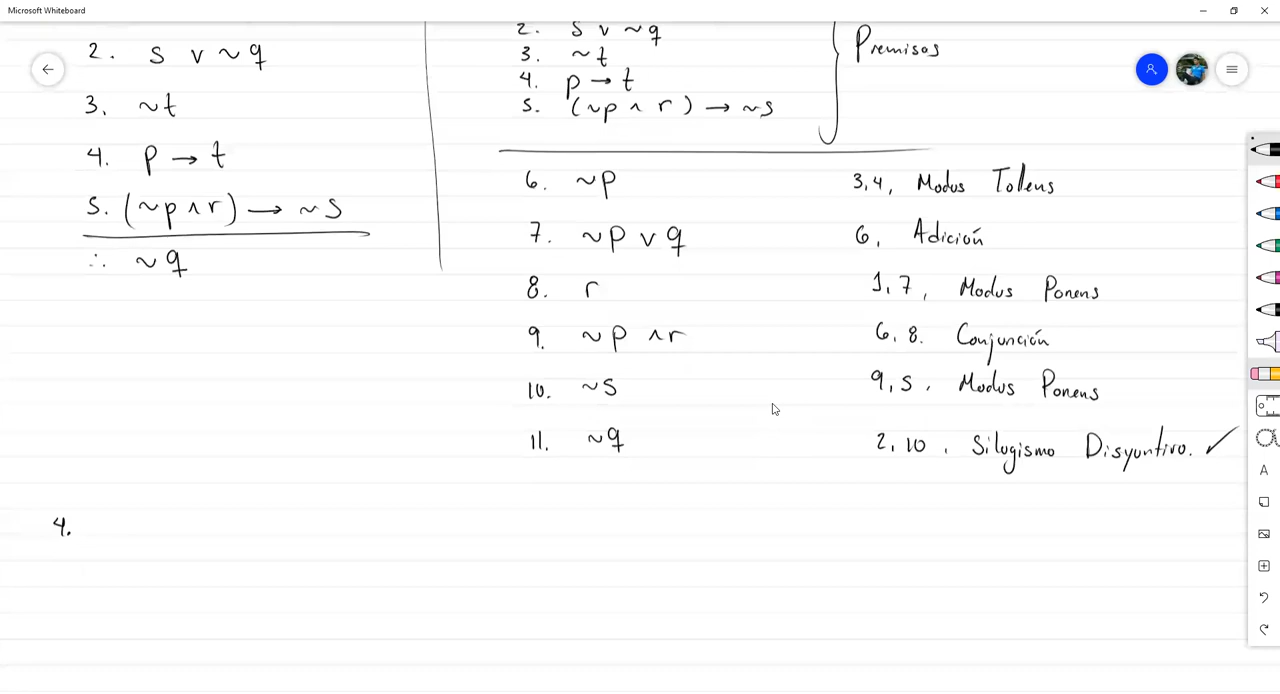 Microsoft Whiteboard
2. s v ~q
3. ~t
4. p → t
5. (~p ∧ r) → ~s
∴ ~q
2. s v ~q
3. ~t
4. p → t
5. (~p ∧ r) → ~s
Premisas
6. ~p 3,4, Modus Tollens
7. ~p v q 6, Adición
8. r 1,7, Modus Ponens
9. ~p ∧ r 6,8. Conjunción
10. ~s 9,5. Modus Ponens
11. ~q 2,10. Silogismo Disyuntivo. ✓
4.
A